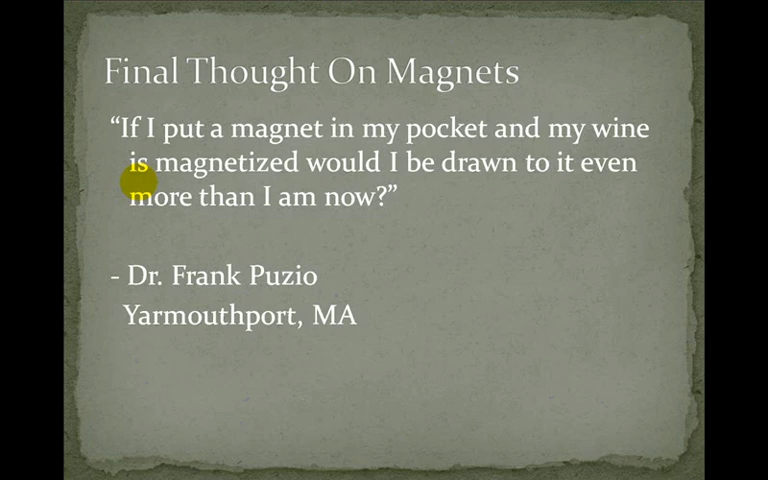 Final Thought On Magnets
“If I put a magnet in my pocket and my wine
is magnetized would I be drawn to it even
more than I am now?”
- Dr. Frank Puzio
Yarmouthport, MA